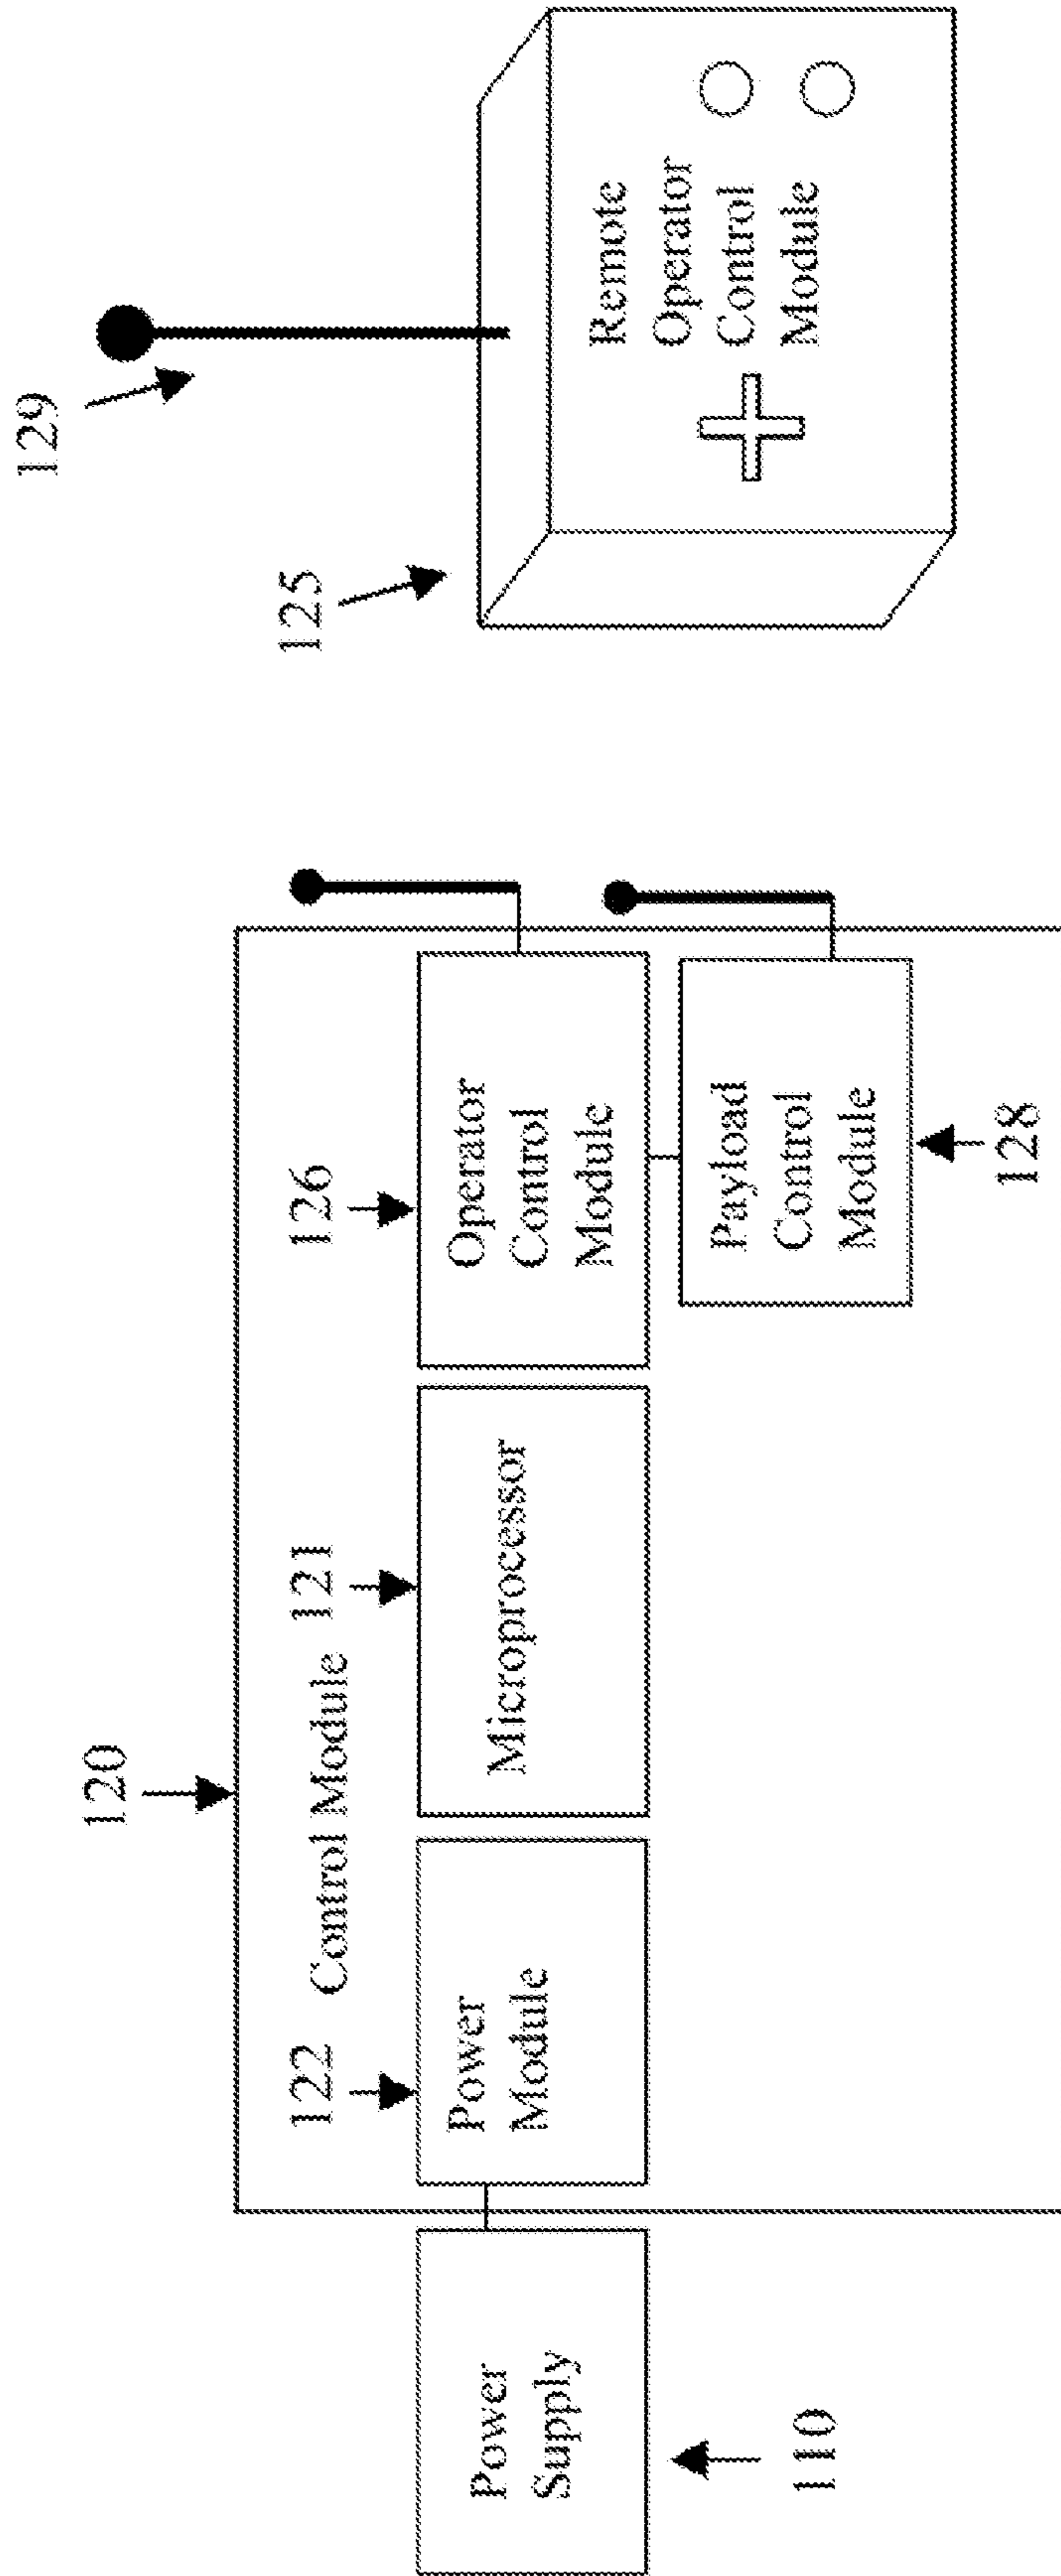 120
122
Control Module
121
126
129
125
Power
Supply
110
Power
Module
Microprocessor
Operator
Control
Module
Payload
Control
Module
128
Remote
Operator
Control
Module